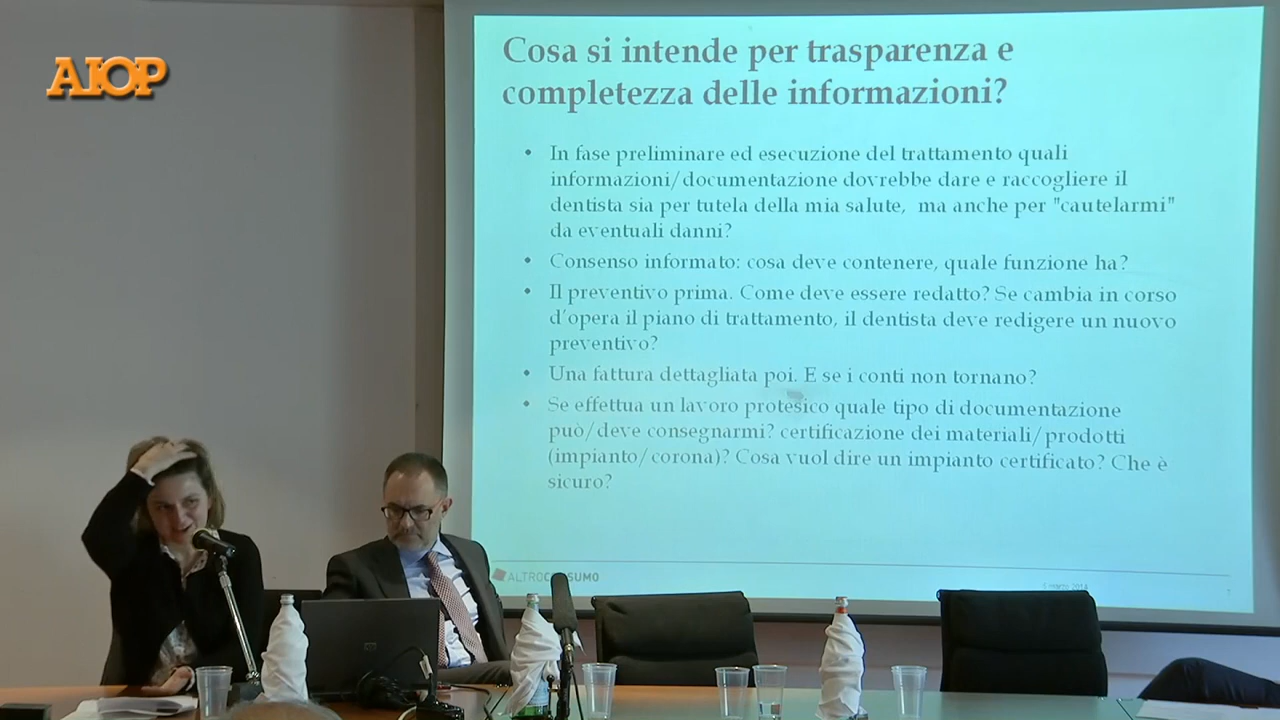 AIOP
Cosa si intende per trasparenza e
completezza delle informazioni?
• In fase preliminare ed esecuzione del trattamento quali
informazioni/documentazione dovrebbe dare e raccogliere il
dentista sia per tutela della mia salute, ma anche per "cautelarmi"
da eventuali danni?
• Consenso informato: cosa deve contenere, quale funzione ha?
• Il preventivo prima. Come deve essere redatto? Se cambia in corso
d'opera il piano di trattamento, il dentista deve redigere un nuovo
preventivo?
• Una fattura dettagliata poi. E se i conti non tornano?
• Se effettua un lavoro protesico quale tipo di documentazione
può/deve consegnarmi? certificazione dei materiali/prodotti
(impianto/corona)? Cosa vuol dire un impianto certificato? Che è
sicuro?
ALTROCONSUMO